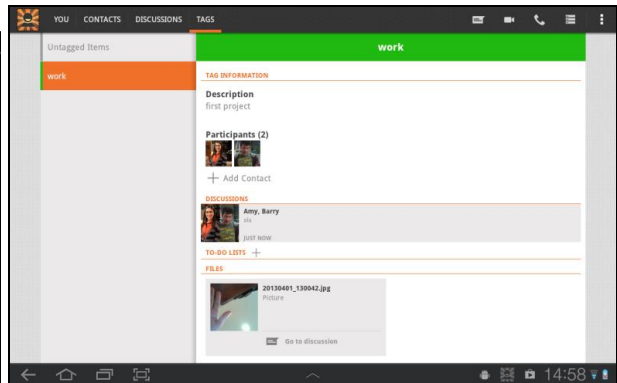 YOU CONTACTS DISCUSSIONS TAGS
Untagged Items
work
work
TAG INFORMATION
Description
first project
Participants (2)
Add Contact
DISCUSSIONS
Amy, Barry
JUST NOW
TO-DO LISTS
FILES
20130401_130042.jpg
Picture
Go to discussion
14:58